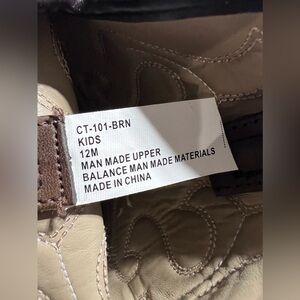 CT-101-BRN
KIDS
12M
MAN MADE UPPER
BALANCE MAN MADE MATERIALS
MADE IN CHINA